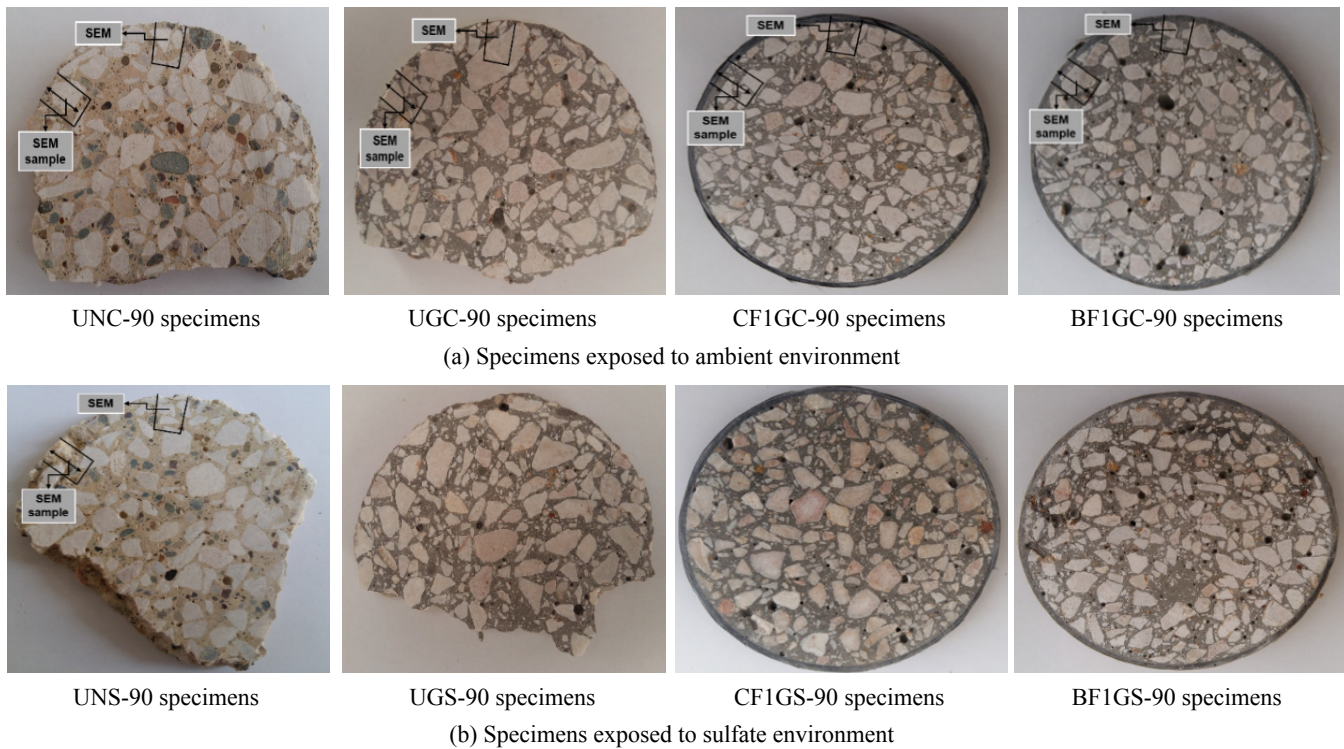 SEM
SEM
sample
SEM
SEM
sample
SEM
SEM
sample
SEM
SEM
sample
UNC-90 specimens
UGC-90 specimens
CF1GC-90 specimens
BF1GC-90 specimens
(a) Specimens exposed to ambient environment
SEM
SEM
sample
UNS-90 specimens
UGS-90 specimens
CF1GS-90 specimens
BF1GS-90 specimens
(b) Specimens exposed to sulfate environment